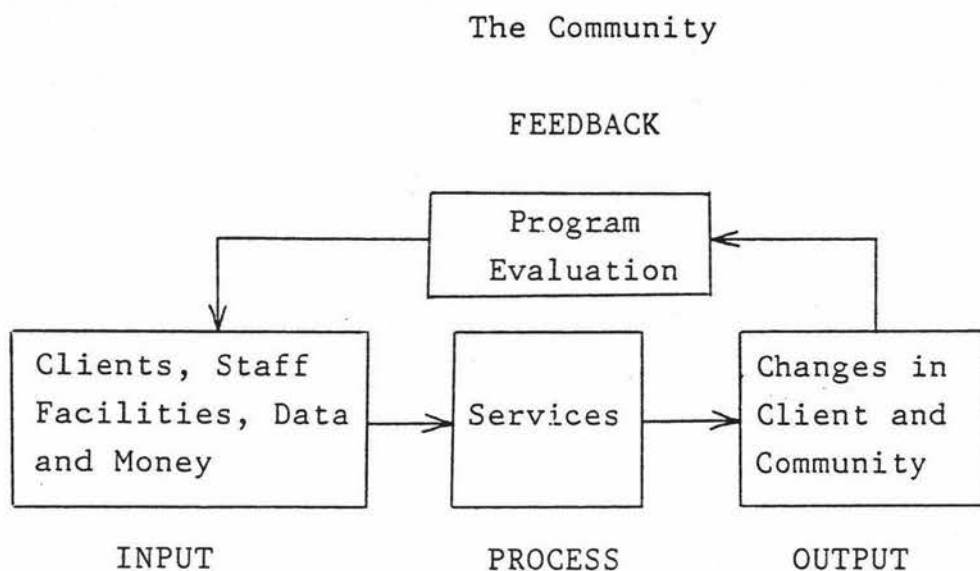 The Community
FEEDBACK
Program
Evaluation
Clients, Staff
Facilities, Data
and Money
Services
Changes in
Client and
Community
INPUT
PROCESS
OUTPUT